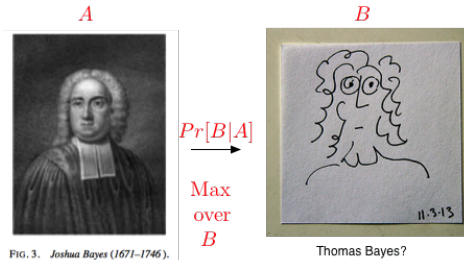 A
B
Pr[B|A]
Max
over
B
11.3.13
FIG. 3. Joshua Bayes (1671–1746).
Thomas Bayes?